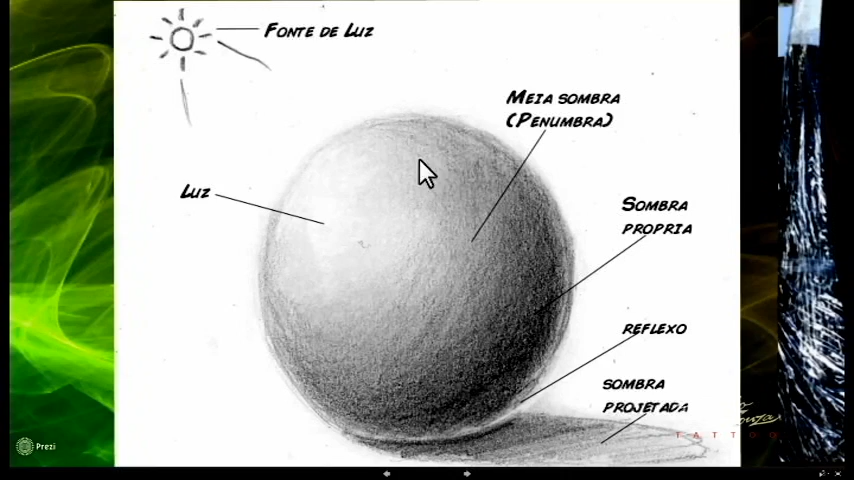 FONTE DE LUZ
MEIA SOMBRA
(PENUMBRA)
LUZ
SOMBRA
PROPRIA
REFLEXO
SOMBRA
PROJETADA
TATTOO
Prezi